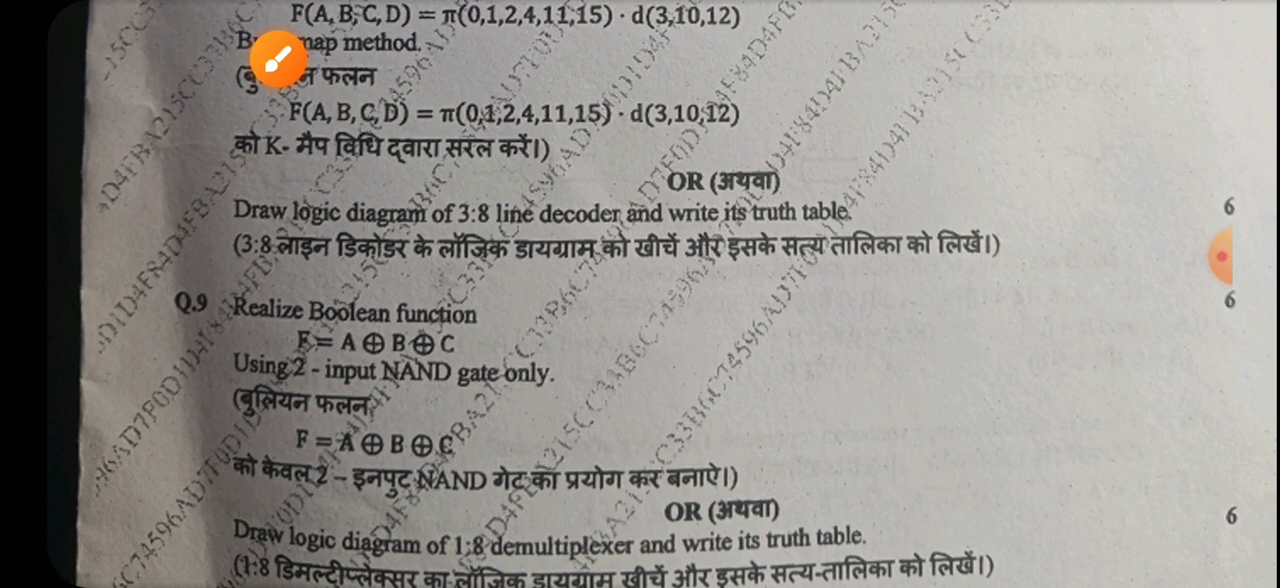 F(A, B, C, D) = π(0,1,2,4,11,15) · d(3,10,12)
map method.
फलन
F(A, B, C, D) = π(0,1,2,4,11,15) · d(3,10,12)
को K- मैप विधि द्वारा सरल करें।)
OR (अथवा)
Draw logic diagram of 3:8 line decoder and write its truth table. 6
(3:8 लाइन डिकोडर के लॉजिक डायग्राम को खीचें और इसके सत्य तालिका को लिखें।)
Q.9 Realize Boolean function 6
F = A ⊕ B ⊕ C
Using 2 - input NAND gate only.
(बुलियन फलन
F = A ⊕ B ⊕ C
को केवल 2 – इनपुट NAND गेट का प्रयोग कर बनाऐ।)
OR (अथवा)
Draw logic diagram of 1:8 demultiplexer and write its truth table. 6
(1:8 डिमल्टीप्लेक्सर का लॉजिक डायग्राम खीचें और इसके सत्य-तालिका को लिखें।)